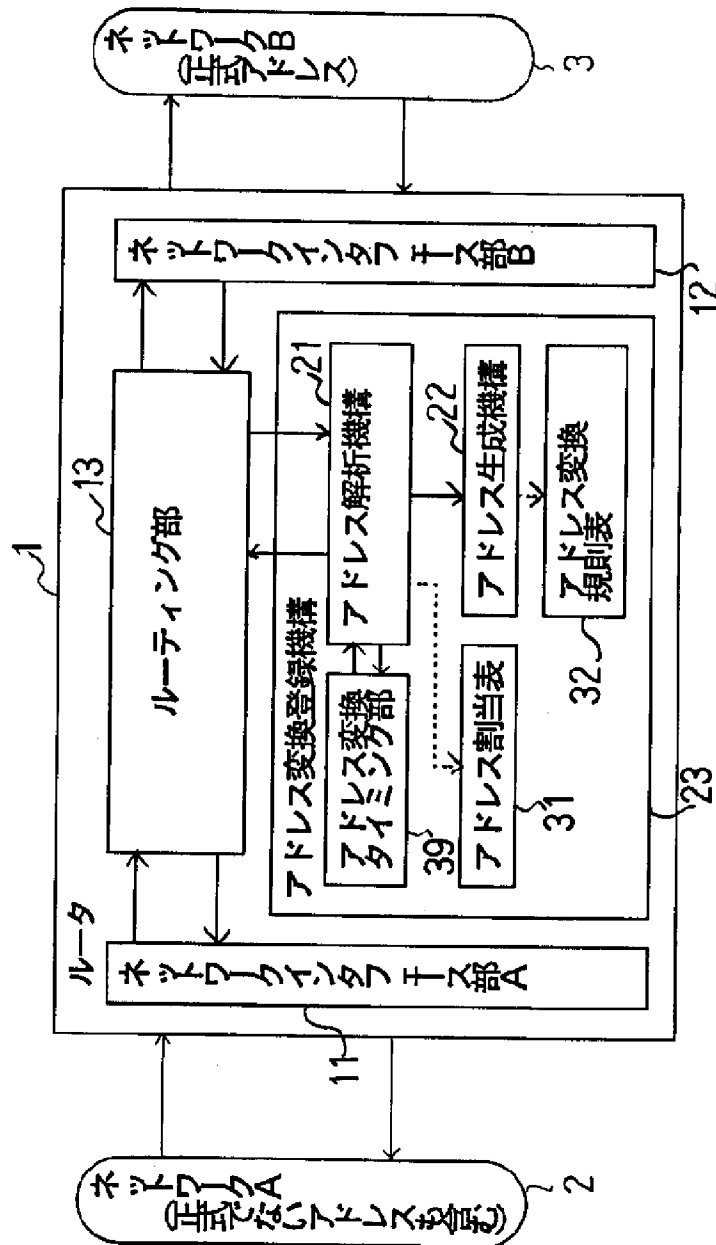 1
ルータ
13
ルーティング部
ネットワークA
(正式でないアドレスも含む)
2
ネットワークインタフェース部A
11
アドレス変換登録機構
アドレス変換
タイミング部
39
アドレス解析機構
21
アドレス割当表
31
アドレス生成機構
22
アドレス変換
規則表
32
23
ネットワークインタフェース部B
12
ネットワークB
(正式アドレス)
3